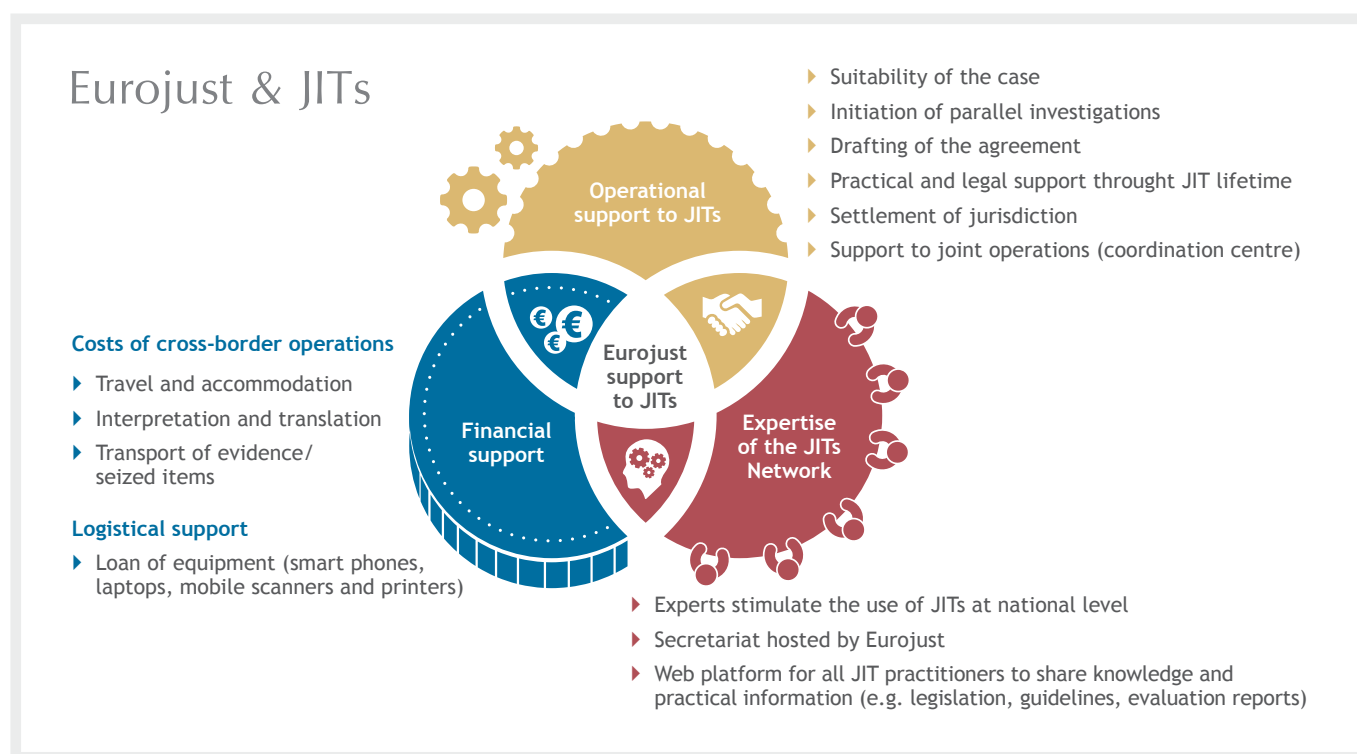 Eurojust & JITs
Suitability of the case
Initiation of parallel investigations
Drafting of the agreement
Practical and legal support throught JIT lifetime
Settlement of jurisdiction
Support to joint operations (coordination centre)
Operational
support to JITs
€
€
€
Eurojust
support
to JITs
Costs of cross-border operations
Travel and accommodation
Interpretation and translation
Transport of evidence/
seized items
Logistical support
Loan of equipment (smart phones,
laptops, mobile scanners and printers)
Financial
support
Expertise
of the JITs
Network
Experts stimulate the use of JITs at national level
Secretariat hosted by Eurojust
Web platform for all JIT practitioners to share knowledge and
practical information (e.g. legislation, guidelines, evaluation reports)